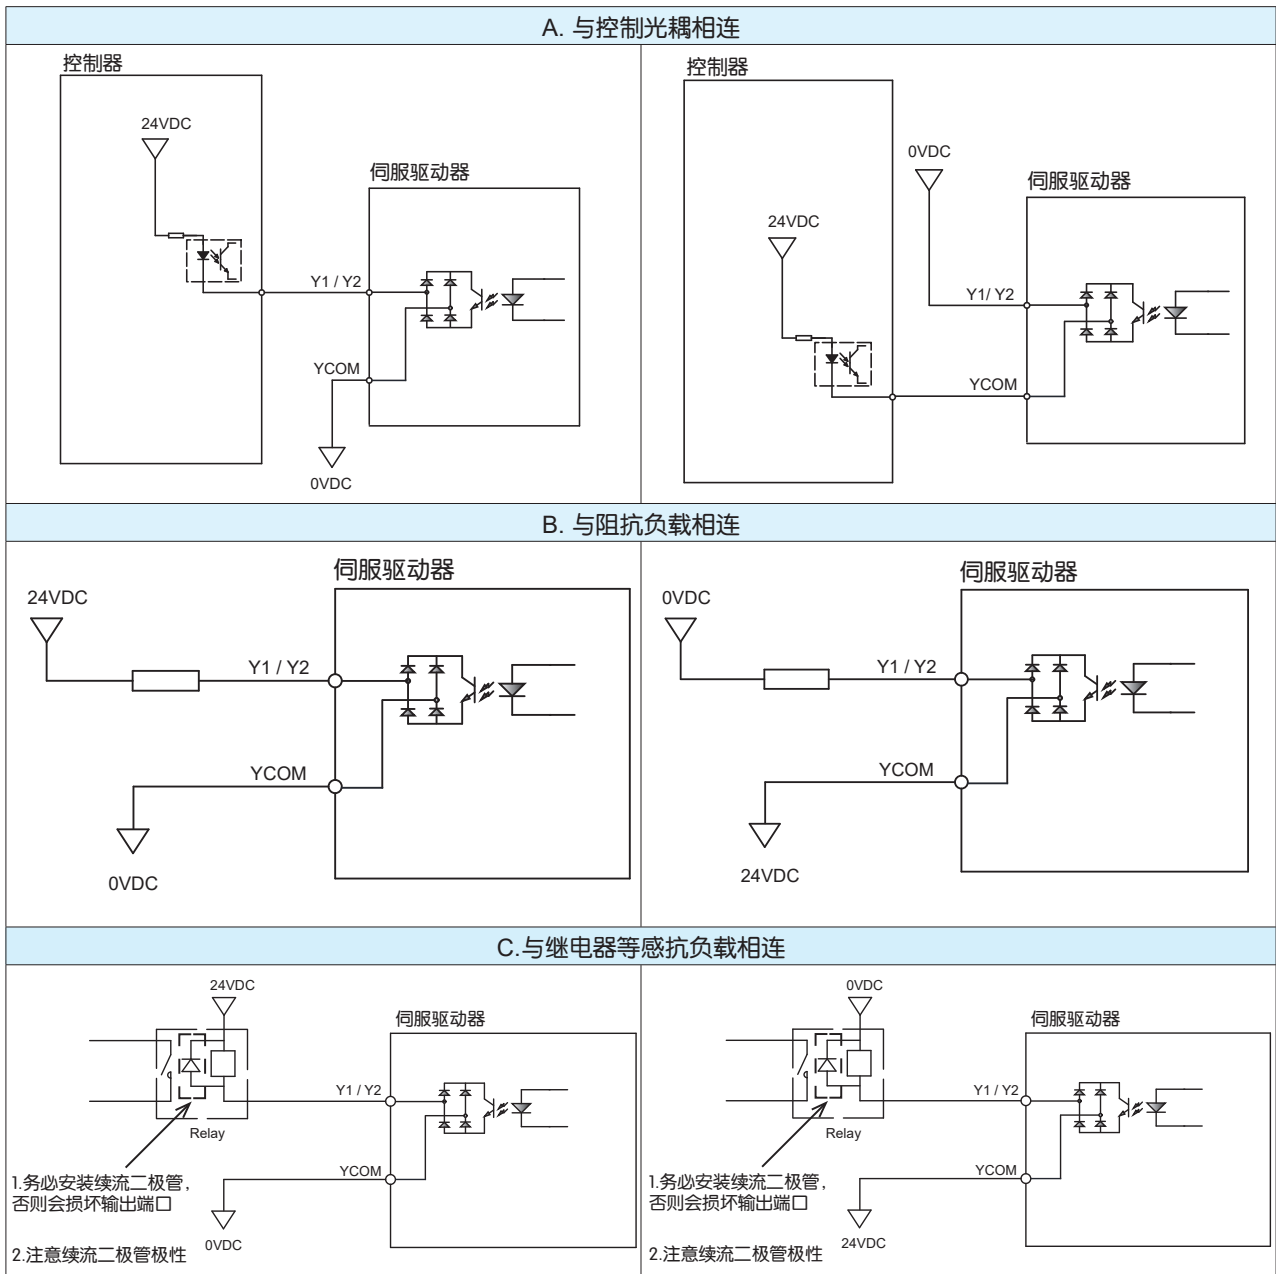 A. 与控制光耦相连
控制器
24VDC
伺服驱动器
Y1 / Y2
YCOM
0VDC
控制器
0VDC
伺服驱动器
24VDC
Y1/ Y2
YCOM
B. 与阻抗负载相连
伺服驱动器
24VDC
Y1 / Y2
YCOM
0VDC
伺服驱动器
0VDC
Y1 / Y2
YCOM
24VDC
C.与继电器等感抗负载相连
24VDC
伺服驱动器
Y1 / Y2
Relay
YCOM
1.务必安装续流二极管，
否则会损坏输出端口
0VDC
2.注意续流二极管极性
0VDC
伺服驱动器
Y1 / Y2
Relay
YCOM
1.务必安装续流二极管，
否则会损坏输出端口
24VDC
2.注意续流二极管极性